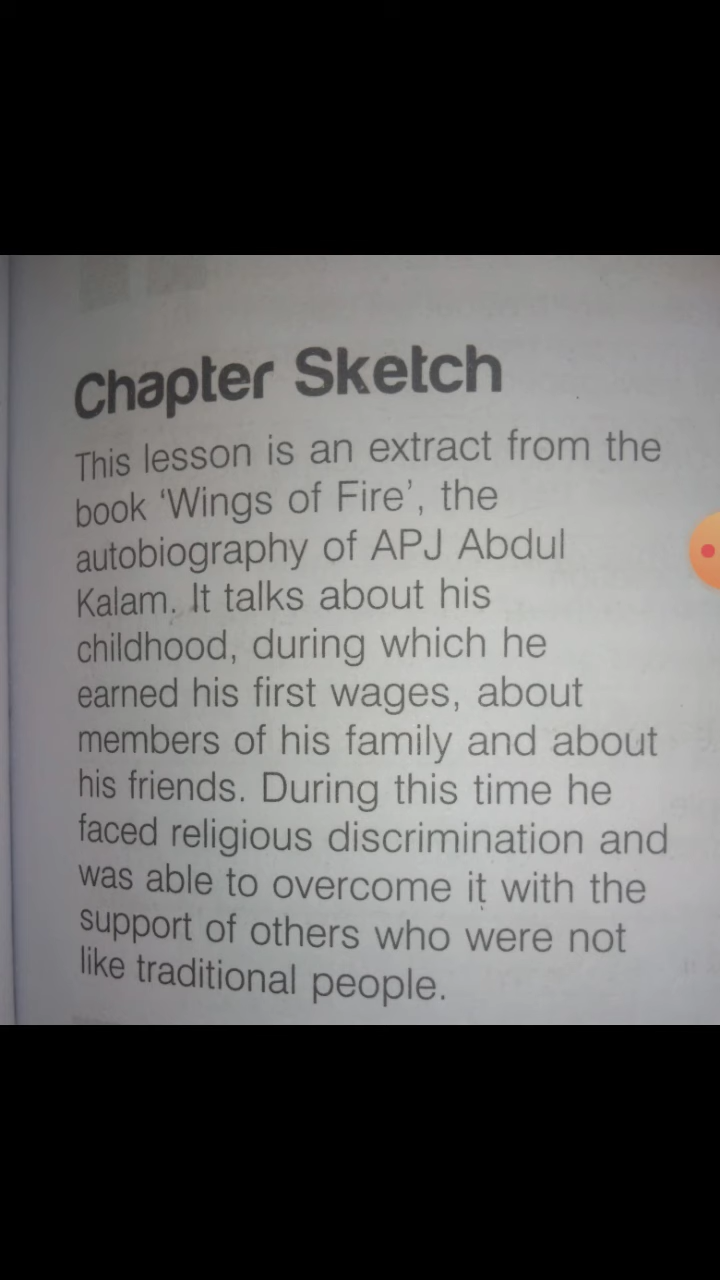 Chapter Sketch
This lesson is an extract from the
book ‘Wings of Fire’, the
autobiography of APJ Abdul
Kalam. It talks about his
childhood, during which he
earned his first wages, about
members of his family and about
his friends. During this time he
faced religious discrimination and
was able to overcome it with the
support of others who were not
like traditional people.